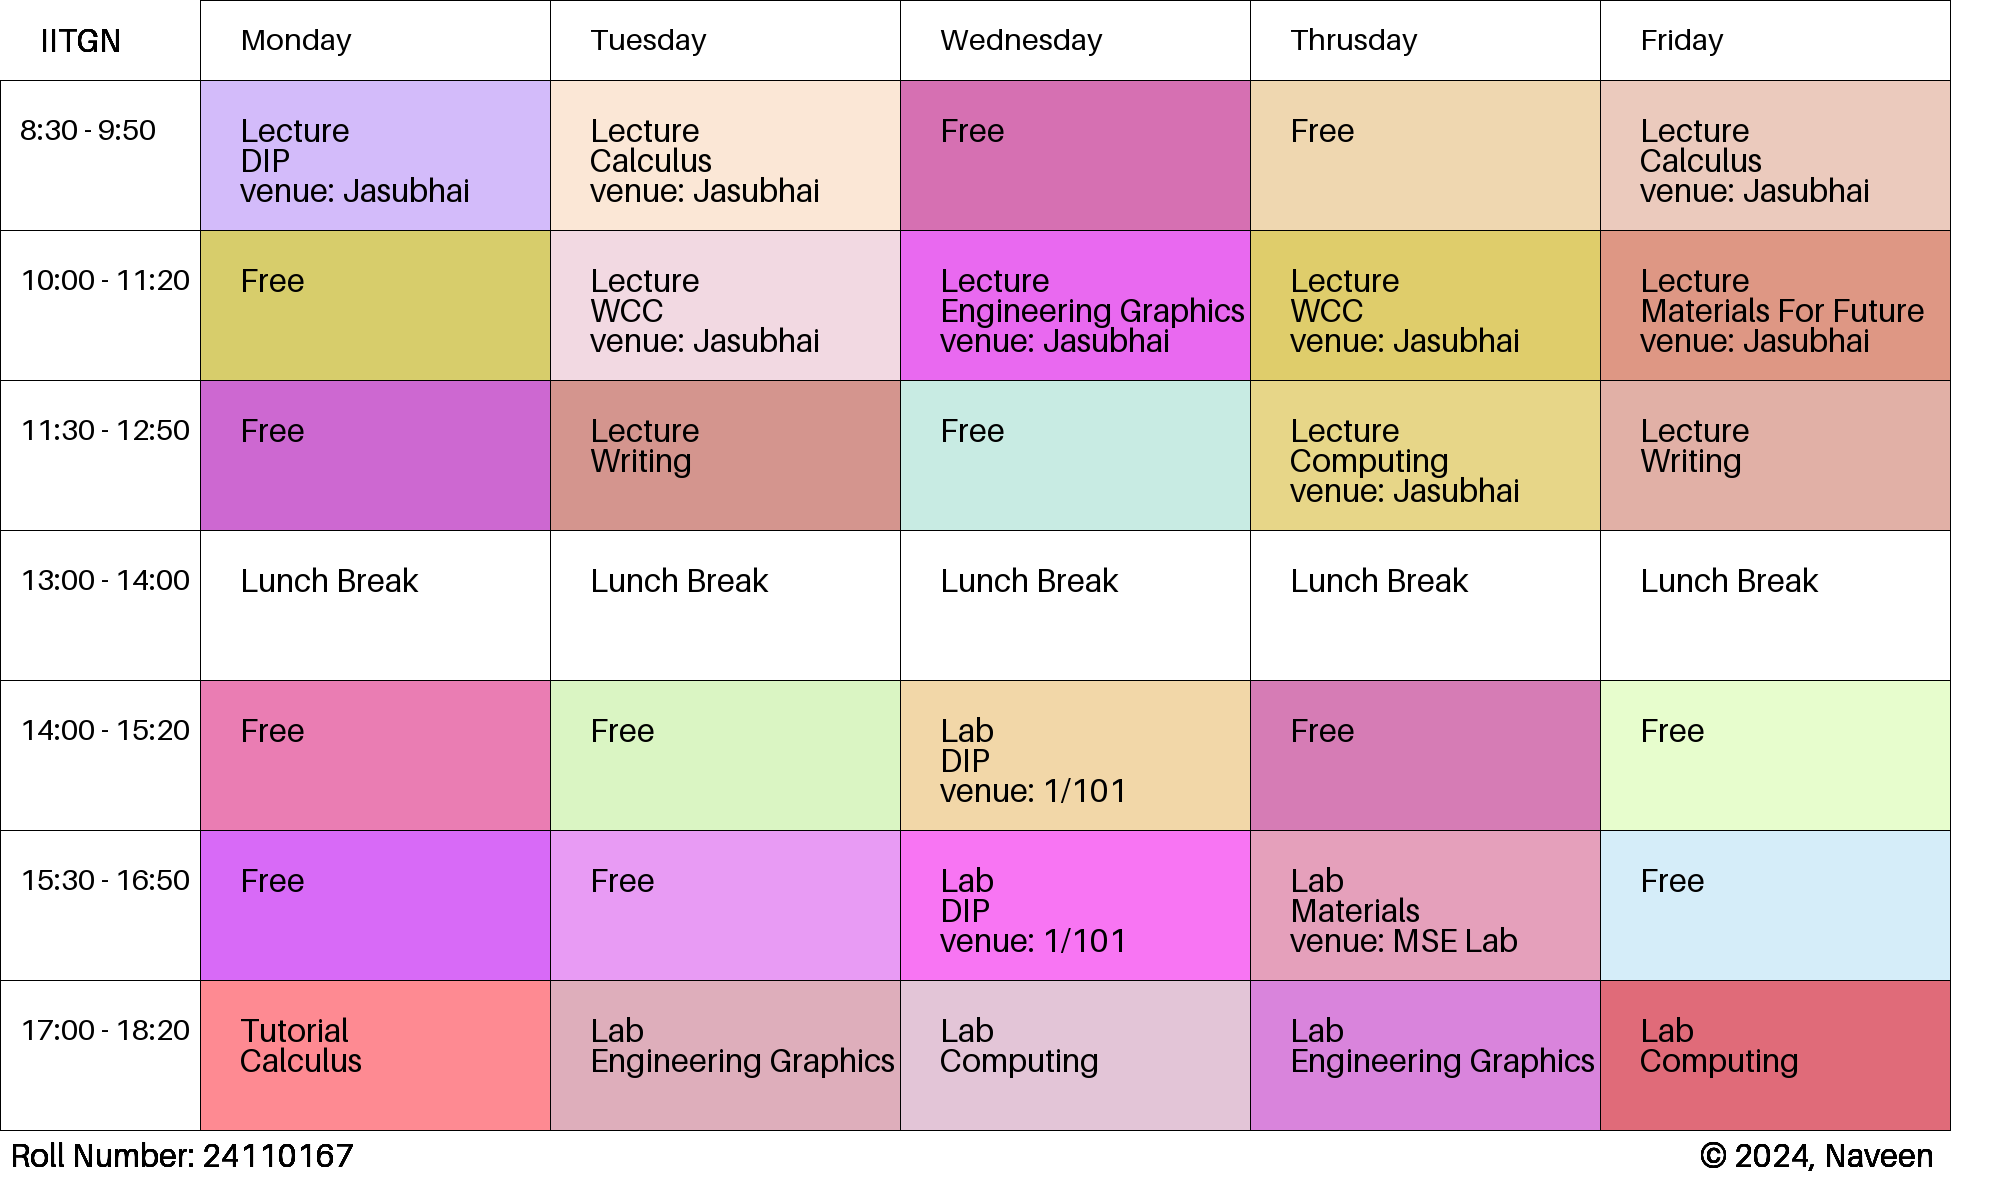 IITGN
Monday
Tuesday
Wednesday
Thrusday
Friday
8:30 - 9:50
Lecture
DIP
venue: Jasubhai
Lecture
Calculus
venue: Jasubhai
Free
Free
Lecture
Calculus
venue: Jasubhai
10:00 - 11:20
Free
Lecture
WCC
venue: Jasubhai
Lecture
Engineering Graphics
venue: Jasubhai
Lecture
WCC
venue: Jasubhai
Lecture
Materials For Future
venue: Jasubhai
11:30 - 12:50
Free
Lecture
Writing
Free
Lecture
Computing
venue: Jasubhai
Lecture
Writing
13:00 - 14:00
Lunch Break
Lunch Break
Lunch Break
Lunch Break
Lunch Break
14:00 - 15:20
Free
Free
Lab
DIP
venue: 1/101
Free
Free
15:30 - 16:50
Free
Free
Lab
DIP
venue: 1/101
Lab
Materials
venue: MSE Lab
Free
17:00 - 18:20
Tutorial
Calculus
Lab
Engineering Graphics
Lab
Computing
Lab
Engineering Graphics
Lab
Computing
Roll Number: 24110167
© 2024, Naveen